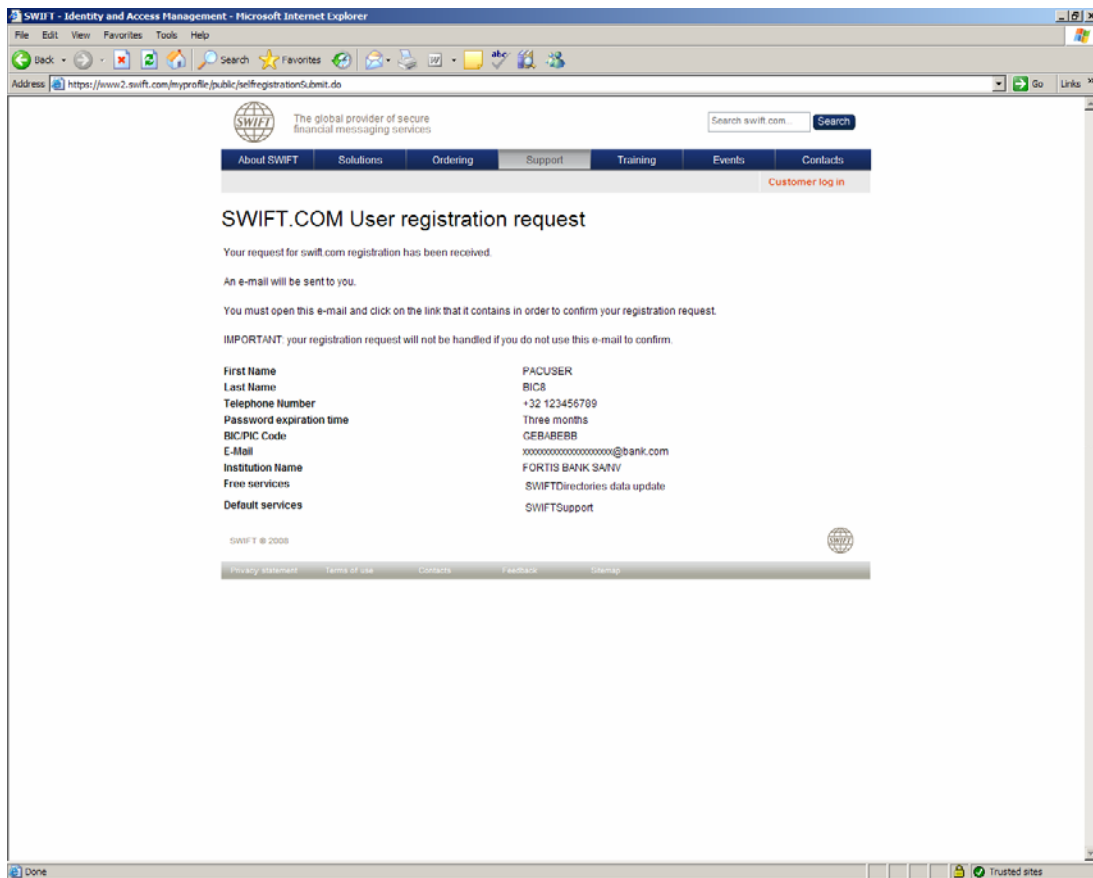 SWIFT - Identity and Access Management - Microsoft Internet Explorer
File Edit View Favorites Tools Help
Back Search Favorites
Address https://www2.swift.com/myprofile/public/selfregistrationSubmit.do Go Links
SWIFT
The global provider of secure
financial messaging services
Search swift.com... Search
About SWIFT Solutions Ordering Support Training Events Contacts
Customer log in
SWIFT.COM User registration request
Your request for swift.com registration has been received.
An e-mail will be sent to you.
You must open this e-mail and click on the link that it contains in order to confirm your registration request.
IMPORTANT: your registration request will not be handled if you do not use this e-mail to confirm.
First Name PACUSER
Last Name BIC8
Telephone Number +32 123456789
Password expiration time Three months
BIC/PIC Code GEBABEBB
E-Mail xxxxxxxxxxxxxxxxxxxxx@bank.com
Institution Name FORTIS BANK SA/NV
Free services SWIFTDirectories data update
Default services SWIFTSupport
SWIFT © 2008
SWIFT
Privacy statement Terms of use Contacts Feedback Sitemap
Done Trusted sites